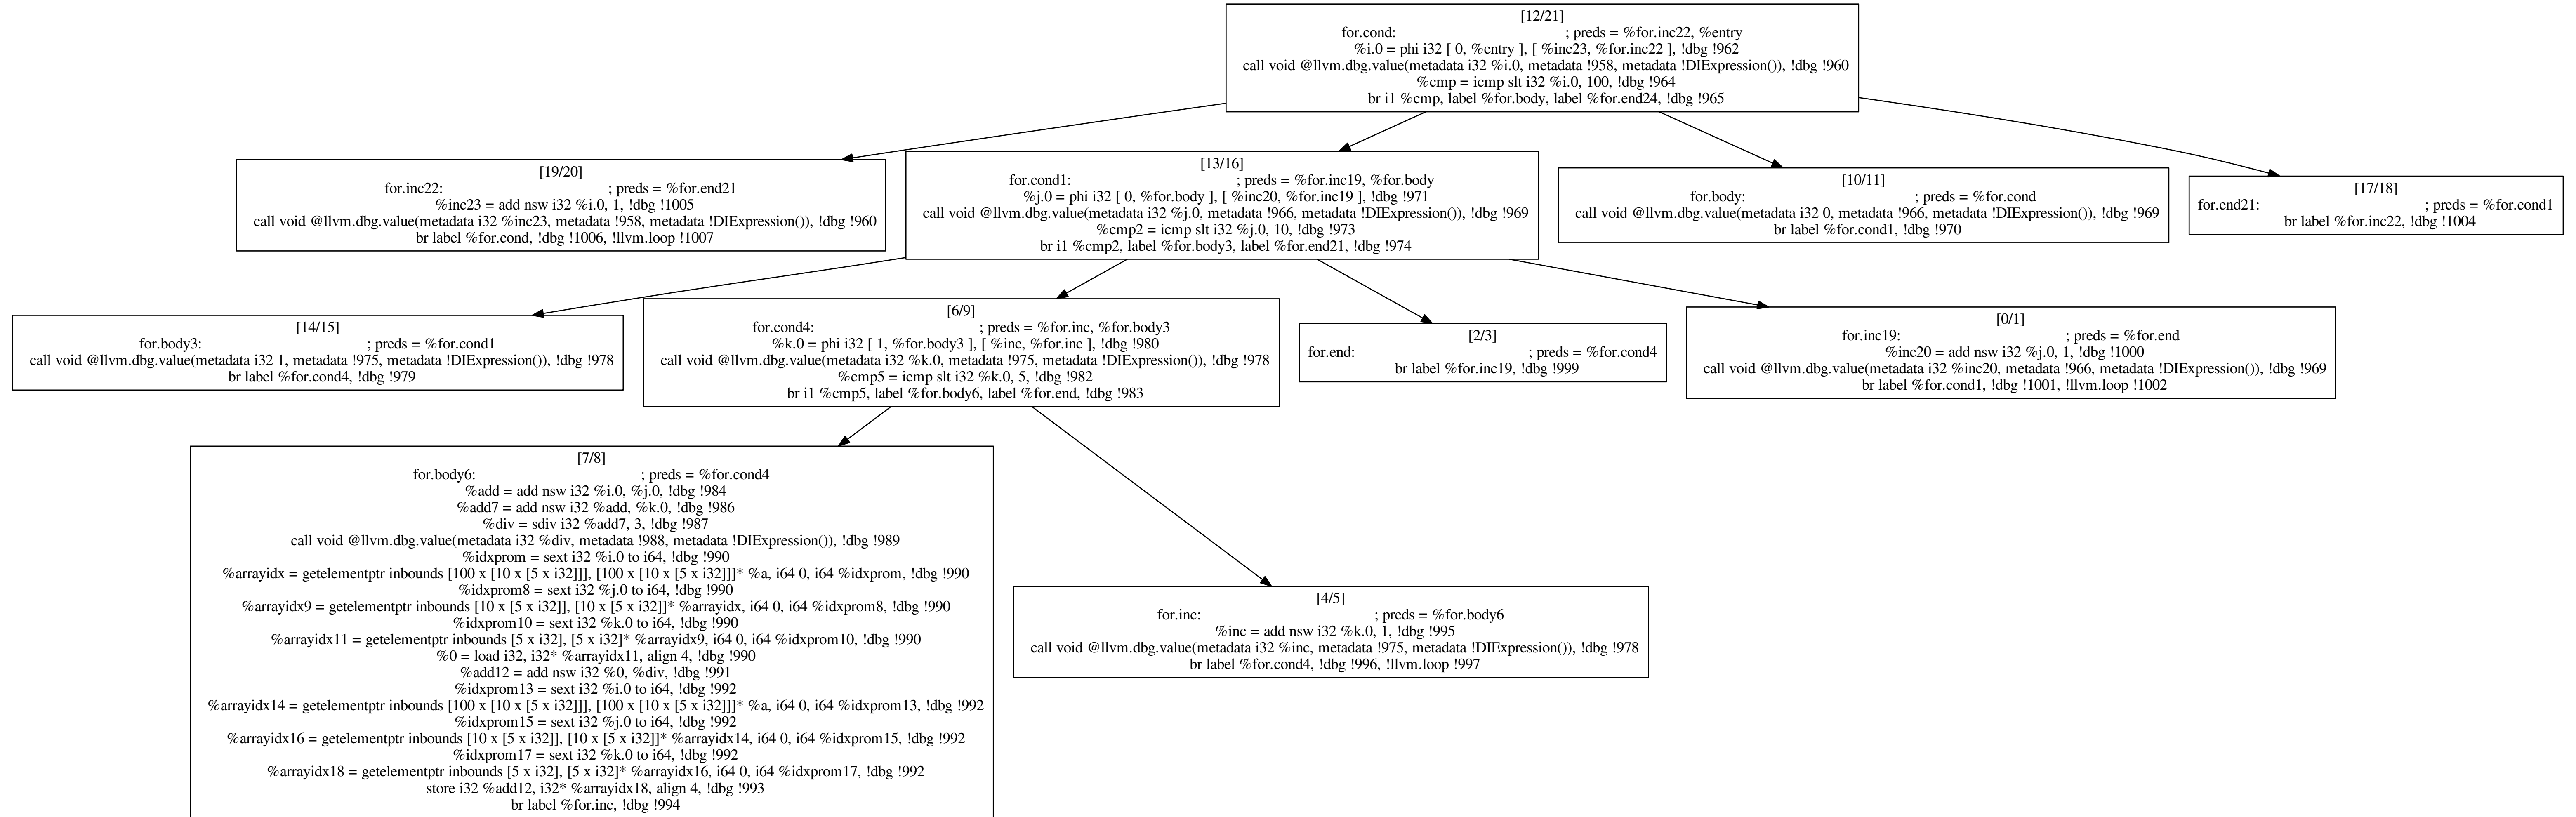 [12/21]
for.cond: ; preds = %for.inc22, %entry
%i.0 = phi i32 [ 0, %entry ], [ %inc23, %for.inc22 ], !dbg !962
call void @llvm.dbg.value(metadata i32 %i.0, metadata !958, metadata !DIExpression()), !dbg !960
%cmp = icmp slt i32 %i.0, 100, !dbg !964
br i1 %cmp, label %for.body, label %for.end24, !dbg !965
[19/20]
for.inc22: ; preds = %for.end21
%inc23 = add nsw i32 %i.0, 1, !dbg !1005
call void @llvm.dbg.value(metadata i32 %inc23, metadata !958, metadata !DIExpression()), !dbg !960
br label %for.cond, !dbg !1006, !llvm.loop !1007
[13/16]
for.cond1: ; preds = %for.inc19, %for.body
%j.0 = phi i32 [ 0, %for.body ], [ %inc20, %for.inc19 ], !dbg !971
call void @llvm.dbg.value(metadata i32 %j.0, metadata !966, metadata !DIExpression()), !dbg !969
%cmp2 = icmp slt i32 %j.0, 10, !dbg !973
br i1 %cmp2, label %for.body3, label %for.end21, !dbg !974
[10/11]
for.body: ; preds = %for.cond
call void @llvm.dbg.value(metadata i32 0, metadata !966, metadata !DIExpression()), !dbg !969
br label %for.cond1, !dbg !970
[17/18]
for.end21: ; preds = %for.cond1
br label %for.inc22, !dbg !1004
[14/15]
for.body3: ; preds = %for.cond1
call void @llvm.dbg.value(metadata i32 1, metadata !975, metadata !DIExpression()), !dbg !978
br label %for.cond4, !dbg !979
[6/9]
for.cond4: ; preds = %for.inc, %for.body3
%k.0 = phi i32 [ 1, %for.body3 ], [ %inc, %for.inc ], !dbg !980
call void @llvm.dbg.value(metadata i32 %k.0, metadata !975, metadata !DIExpression()), !dbg !978
%cmp5 = icmp slt i32 %k.0, 5, !dbg !982
br i1 %cmp5, label %for.body6, label %for.end, !dbg !983
[2/3]
for.end: ; preds = %for.cond4
br label %for.inc19, !dbg !999
[0/1]
for.inc19: ; preds = %for.end
%inc20 = add nsw i32 %j.0, 1, !dbg !1000
call void @llvm.dbg.value(metadata i32 %inc20, metadata !966, metadata !DIExpression()), !dbg !969
br label %for.cond1, !dbg !1001, !llvm.loop !1002
[7/8]
for.body6: ; preds = %for.cond4
%add = add nsw i32 %i.0, %j.0, !dbg !984
%add7 = add nsw i32 %add, %k.0, !dbg !986
%div = sdiv i32 %add7, 3, !dbg !987
call void @llvm.dbg.value(metadata i32 %div, metadata !988, metadata !DIExpression()), !dbg !989
%idxprom = sext i32 %i.0 to i64, !dbg !990
%arrayidx = getelementptr inbounds [100 x [10 x [5 x i32]]], [100 x [10 x [5 x i32]]]* %a, i64 0, i64 %idxprom, !dbg !990
%idxprom8 = sext i32 %j.0 to i64, !dbg !990
%arrayidx9 = getelementptr inbounds [10 x [5 x i32]], [10 x [5 x i32]]* %arrayidx, i64 0, i64 %idxprom8, !dbg !990
%idxprom10 = sext i32 %k.0 to i64, !dbg !990
%arrayidx11 = getelementptr inbounds [5 x i32], [5 x i32]* %arrayidx9, i64 0, i64 %idxprom10, !dbg !990
%0 = load i32, i32* %arrayidx11, align 4, !dbg !990
%add12 = add nsw i32 %0, %div, !dbg !991
%idxprom13 = sext i32 %i.0 to i64, !dbg !992
%arrayidx14 = getelementptr inbounds [100 x [10 x [5 x i32]]], [100 x [10 x [5 x i32]]]* %a, i64 0, i64 %idxprom13, !dbg !992
%idxprom15 = sext i32 %j.0 to i64, !dbg !992
%arrayidx16 = getelementptr inbounds [10 x [5 x i32]], [10 x [5 x i32]]* %arrayidx14, i64 0, i64 %idxprom15, !dbg !992
%idxprom17 = sext i32 %k.0 to i64, !dbg !992
%arrayidx18 = getelementptr inbounds [5 x i32], [5 x i32]* %arrayidx16, i64 0, i64 %idxprom17, !dbg !992
store i32 %add12, i32* %arrayidx18, align 4, !dbg !993
br label %for.inc, !dbg !994
[4/5]
for.inc: ; preds = %for.body6
%inc = add nsw i32 %k.0, 1, !dbg !995
call void @llvm.dbg.value(metadata i32 %inc, metadata !975, metadata !DIExpression()), !dbg !978
br label %for.cond4, !dbg !996, !llvm.loop !997